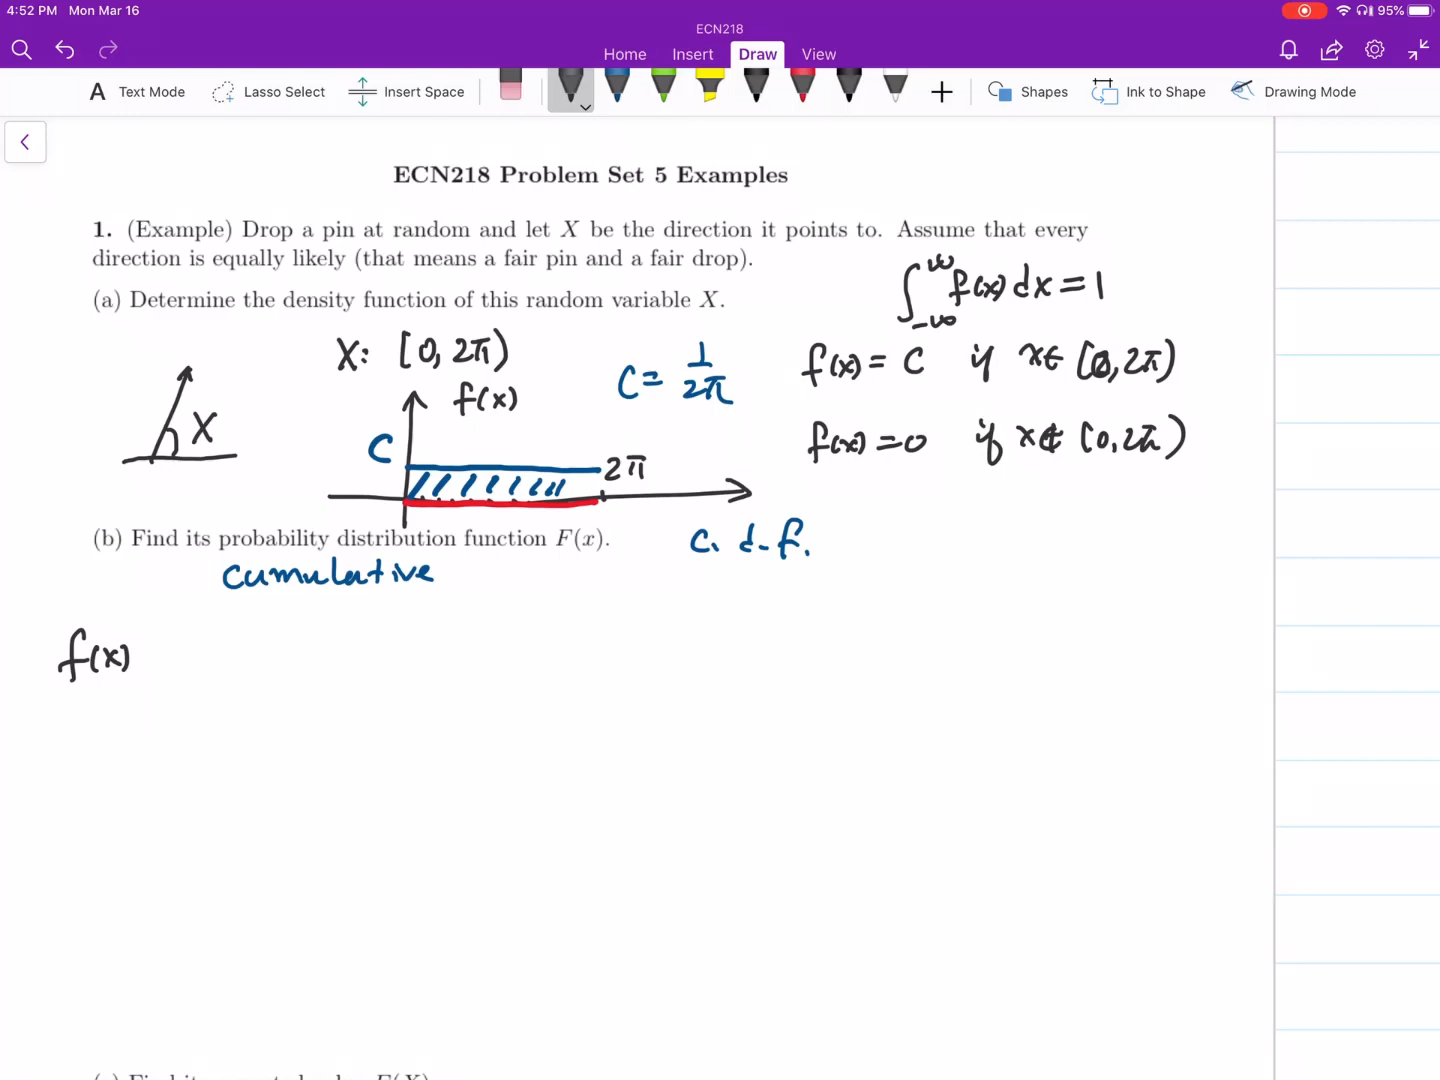 4:52 PM Mon Mar 16
95%
ECN218
Home Insert Draw View
Text Mode Lasso Select Insert Space Shapes Ink to Shape Drawing Mode
ECN218 Problem Set 5 Examples
1. (Example) Drop a pin at random and let X be the direction it points to. Assume that every
direction is equally likely (that means a fair pin and a fair drop).
(a) Determine the density function of this random variable X.
∫_{-∞}^{∞} f(x) dx = 1
X: [0, 2π)
C = 1/2π
f(x) = C if x ∈ [0, 2π)
f(x)
X
C
f(x) = 0 if x ∉ [0, 2π)
2π
(b) Find its probability distribution function F(x).
c. d. f.
cumulative
f(x)